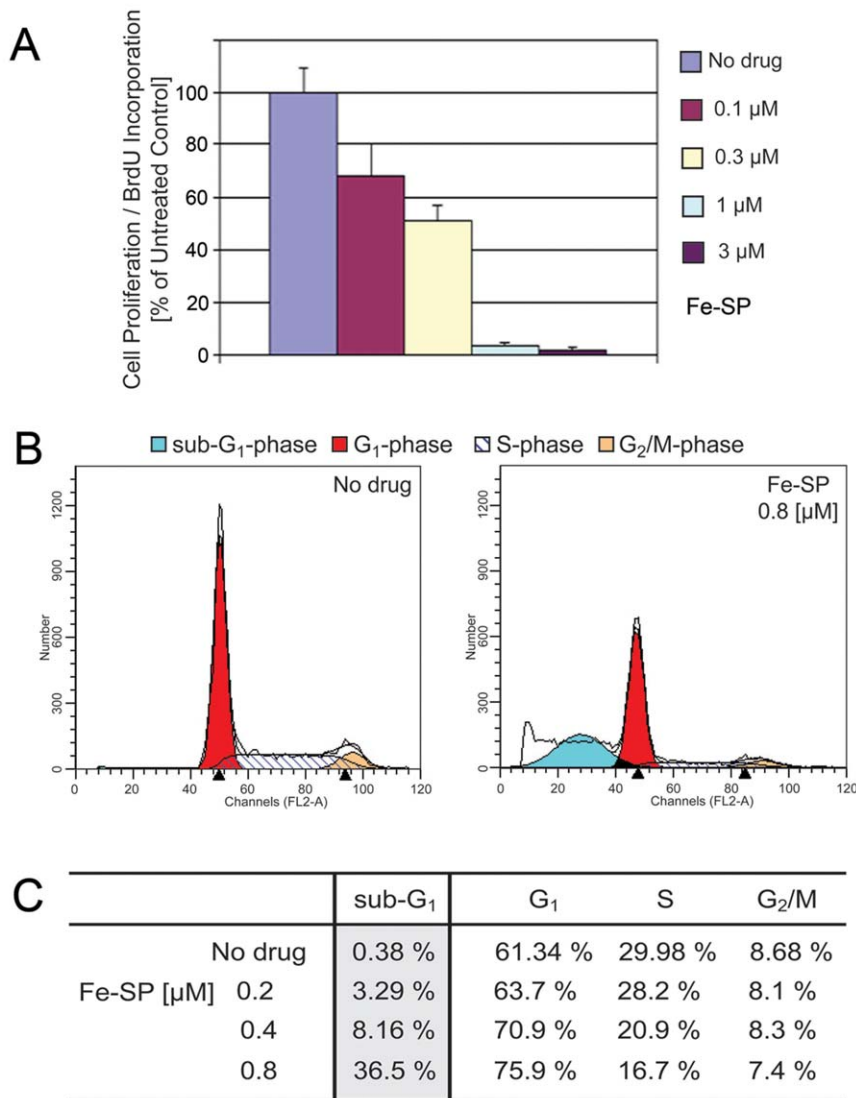 A
Cell Proliferation / BrdU Incorporation
[% of Untreated Control]
100
80
60
40
20
0
No drug
0.1 µM
0.3 µM
1 µM
3 µM
Fe-SP
B
sub-G₁-phase G₁-phase S-phase G₂/M-phase
No drug
Number
1200
900
600
300
0
0 20 40 60 80 100 120
Channels (FL2-A)
Fe-SP
0.8 [µM]
Number
1200
900
600
300
0
0 20 40 60 80 100 120
Channels (FL2-A)
C
sub-G₁ G₁ S G₂/M
No drug 0.38 % 61.34 % 29.98 % 8.68 %
Fe-SP [µM] 0.2 3.29 % 63.7 % 28.2 % 8.1 %
0.4 8.16 % 70.9 % 20.9 % 8.3 %
0.8 36.5 % 75.9 % 16.7 % 7.4 %